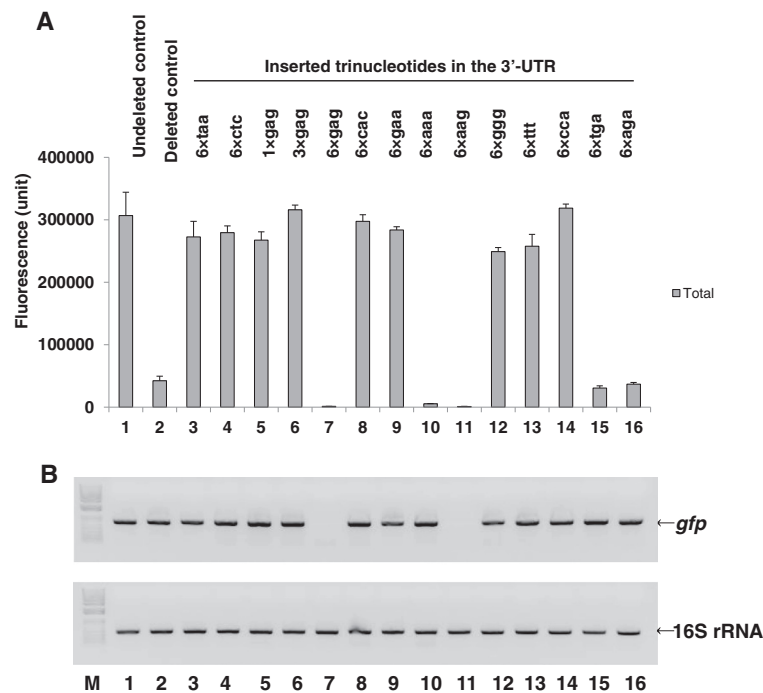 A
Undeleted control
Deleted control
Inserted trinucleotides in the 3'-UTR
6×taa
6×ctc
1×gag
3×gag
6×gag
6×cac
6×gaa
6×aaa
6×aag
6×ggg
6×ttt
6×cca
6×tga
6×aga
Fluorescence (unit)
400000
300000
200000
100000
0
Total
1 2 3 4 5 6 7 8 9 10 11 12 13 14 15 16
B
←gfp
←16S rRNA
M 1 2 3 4 5 6 7 8 9 10 11 12 13 14 15 16